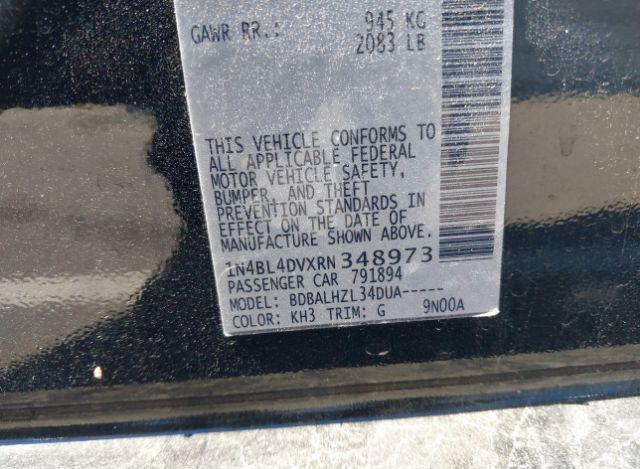 GAWR RR.: 945 KG
2083 LB
THIS VEHICLE CONFORMS TO
ALL APPLICABLE FEDERAL
MOTOR VEHICLE SAFETY,
BUMPER, AND THEFT
PREVENTION STANDARDS IN
EFFECT ON THE DATE OF
MANUFACTURE SHOWN ABOVE.
1N4BL4DVXRN348973
PASSENGER CAR 791894
MODEL: BDBALHZL34DUA-----
COLOR: KH3 TRIM: G 9N00A